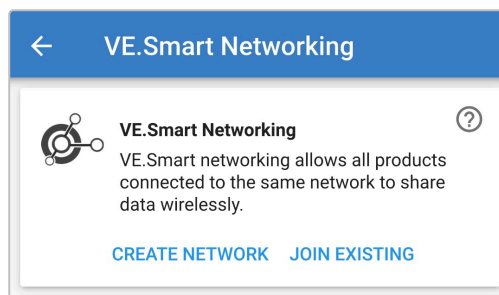 VE.Smart Networking
VE.Smart Networking
VE.Smart networking allows all products
connected to the same network to share
data wirelessly.
CREATE NETWORK JOIN EXISTING